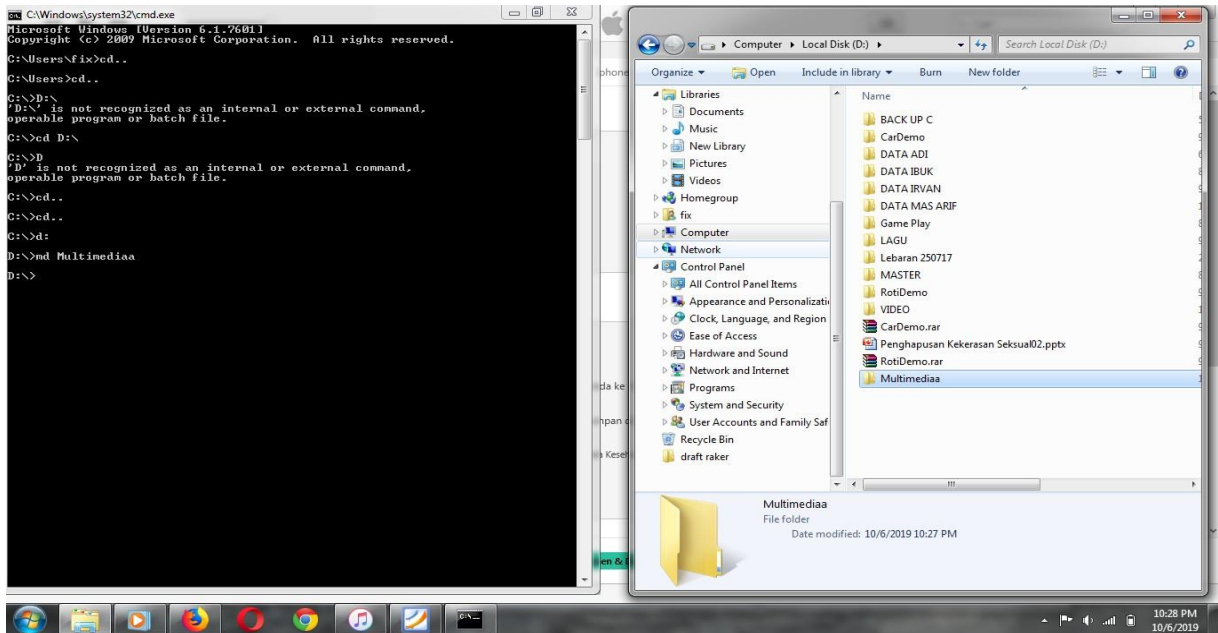 C:\Windows\system32\cmd.exe
Microsoft Windows [Version 6.1.7601]
Copyright (c) 2009 Microsoft Corporation.  All rights reserved.
C:\Users\fix>cd..
C:\Users>cd..
C:\>D:\
'D:\' is not recognized as an internal or external command,
operable program or batch file.
C:\>cd D:\
C:\>D
'D' is not recognized as an internal or external command,
operable program or batch file.
C:\>cd..
C:\>cd..
C:\>d:
D:\>md Multimediaa
D:\>
phone
da ke
mpan d
Keseh
en &
Computer Local Disk (D:)
Search Local Disk (D:)
Organize Open Include in library Burn New folder
Libraries
Documents
Music
New Library
Pictures
Videos
Homegroup
fix
Computer
Network
Control Panel
All Control Panel Items
Appearance and Personalizati
Clock, Language, and Region
Ease of Access
Hardware and Sound
Network and Internet
Programs
System and Security
User Accounts and Family Saf
Recycle Bin
draft raker
Name
BACK UP C
CarDemo
DATA ADI
DATA IBUK
DATA IRVAN
DATA MAS ARIF
Game Play
LAGU
Lebaran 250717
MASTER
RotiDemo
VIDEO
CarDemo.rar
Penghapusan Kekerasan Seksual02.pptx
RotiDemo.rar
Multimediaa
Multimediaa
File folder
Date modified: 10/6/2019 10:27 PM
10:28 PM
10/6/2019